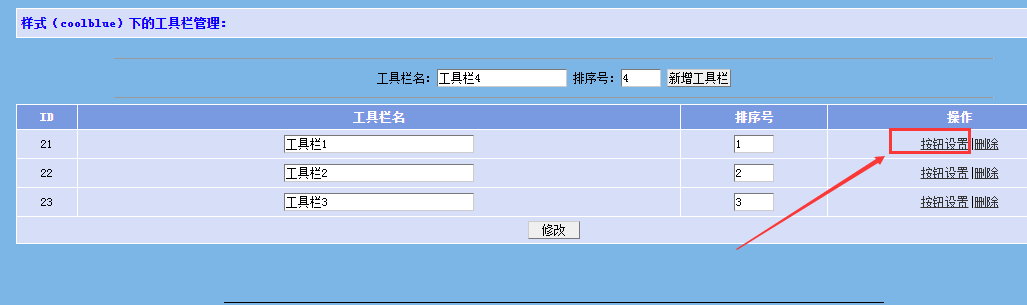 样式（coolblue）下的工具栏管理：
工具栏名：工具栏4 排序号：4 新增工具栏
ID 工具栏名 排序号 操作
21 工具栏1 1 按钮设置|删除
22 工具栏2 2 按钮设置|删除
23 工具栏3 3 按钮设置|删除
修改